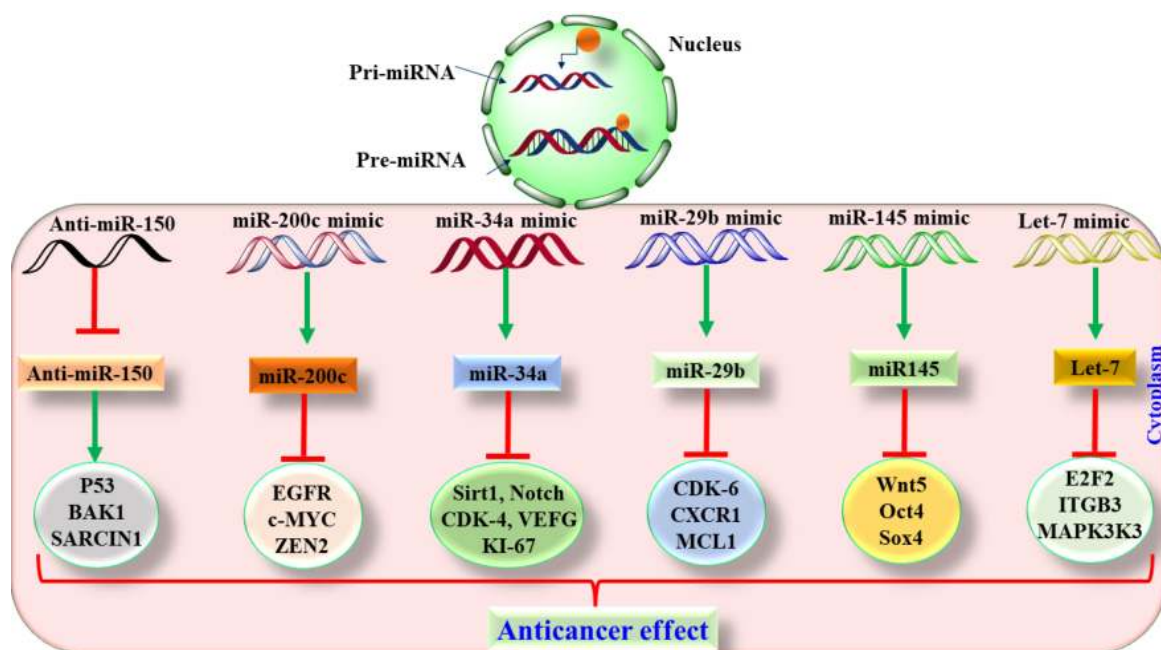 Nucleus
Pri-miRNA
Pre-miRNA
Anti-miR-150
miR-200c mimic
miR-34a mimic
miR-29b mimic
miR-145 mimic
Let-7 mimic
Anti-miR-150
miR-200c
miR-34a
miR-29b
miR145
Let-7
Cytoplasm
P53
BAK1
SARCIN1
EGFR
c-MYC
ZEN2
Sirt1, Notch
CDK-4, VEFG
KI-67
CDK-6
CXCR1
MCL1
Wnt5
Oct4
Sox4
E2F2
ITGB3
MAPK3K3
Anticancer effect